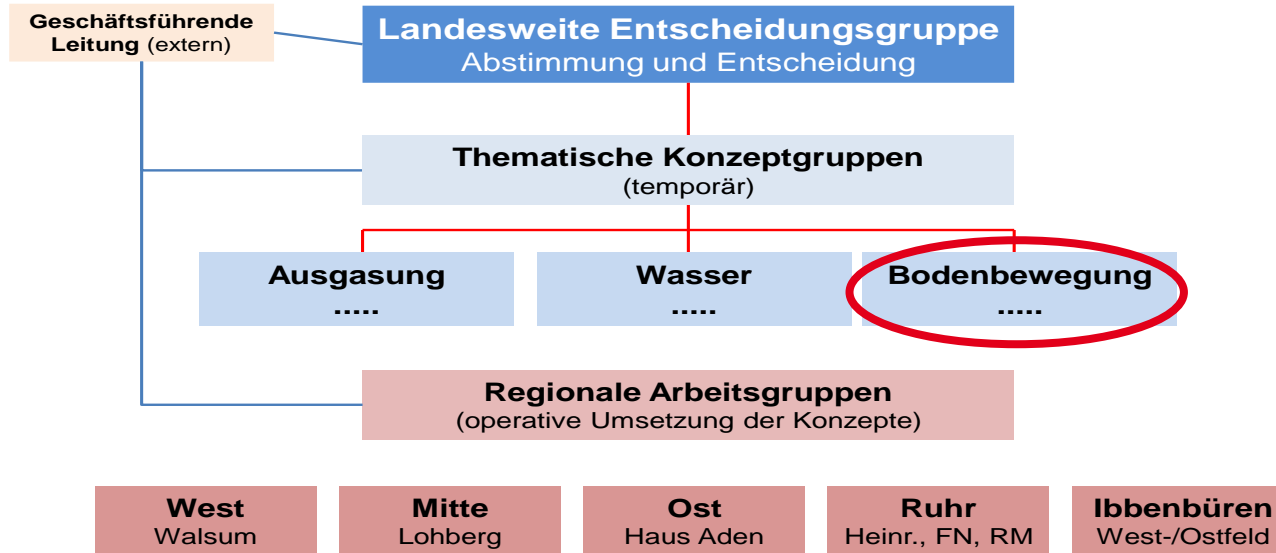 Geschäftsführende
Leitung (extern)
Landesweite Entscheidungsgruppe
Abstimmung und Entscheidung
Thematische Konzeptgruppen
(temporär)
Ausgasung
.....
Wasser
.....
Bodenbewegung
.....
Regionale Arbeitsgruppen
(operative Umsetzung der Konzepte)
West
Walsum
Mitte
Lohberg
Ost
Haus Aden
Ruhr
Heinr., FN, RM
Ibbenbüren
West-/Ostfeld